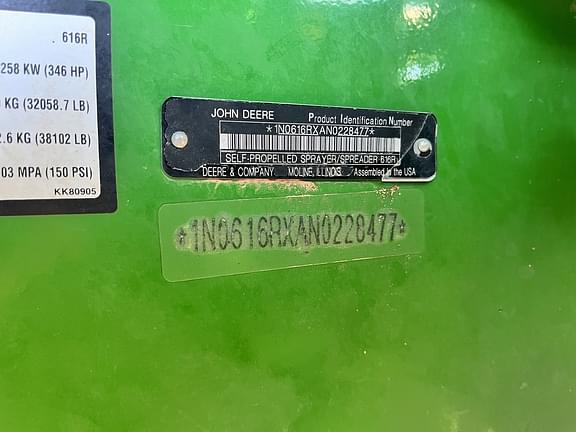 . 616R
258 KW (346 HP)
KG (32058.7 LB)
2.6 KG (38102 LB)
03 MPA (150 PSI)
KK80905
JOHN DEERE Product Identification Number
*1N0616RXAN0228477*
SELF-PROPELLED SPRAYER/SPREADER 616R
DEERE & COMPANY MOLINE, ILLINOIS Assembled in the USA
*1N0616RXAN0228477*